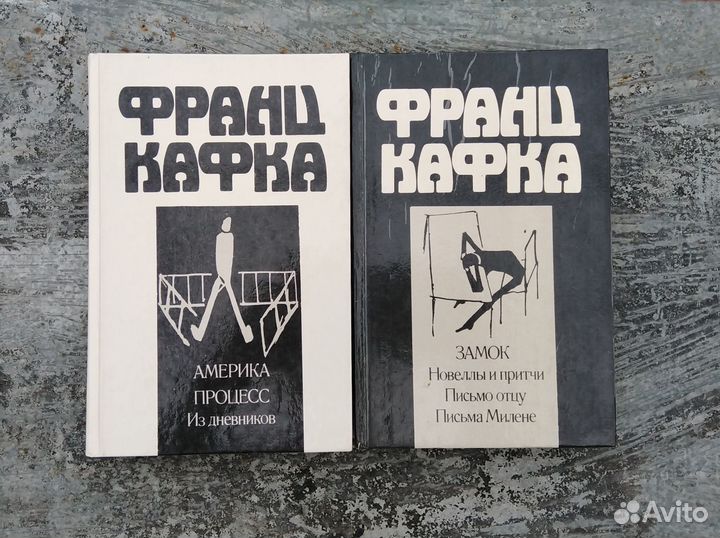 ФРАНЦ
КАФКА
АМЕРИКА
ПРОЦЕСС
Из дневников
ФРАНЦ
КАФКА
ЗАМОК
Новеллы и притчи
Письмо отцу
Письма Милене
Avito